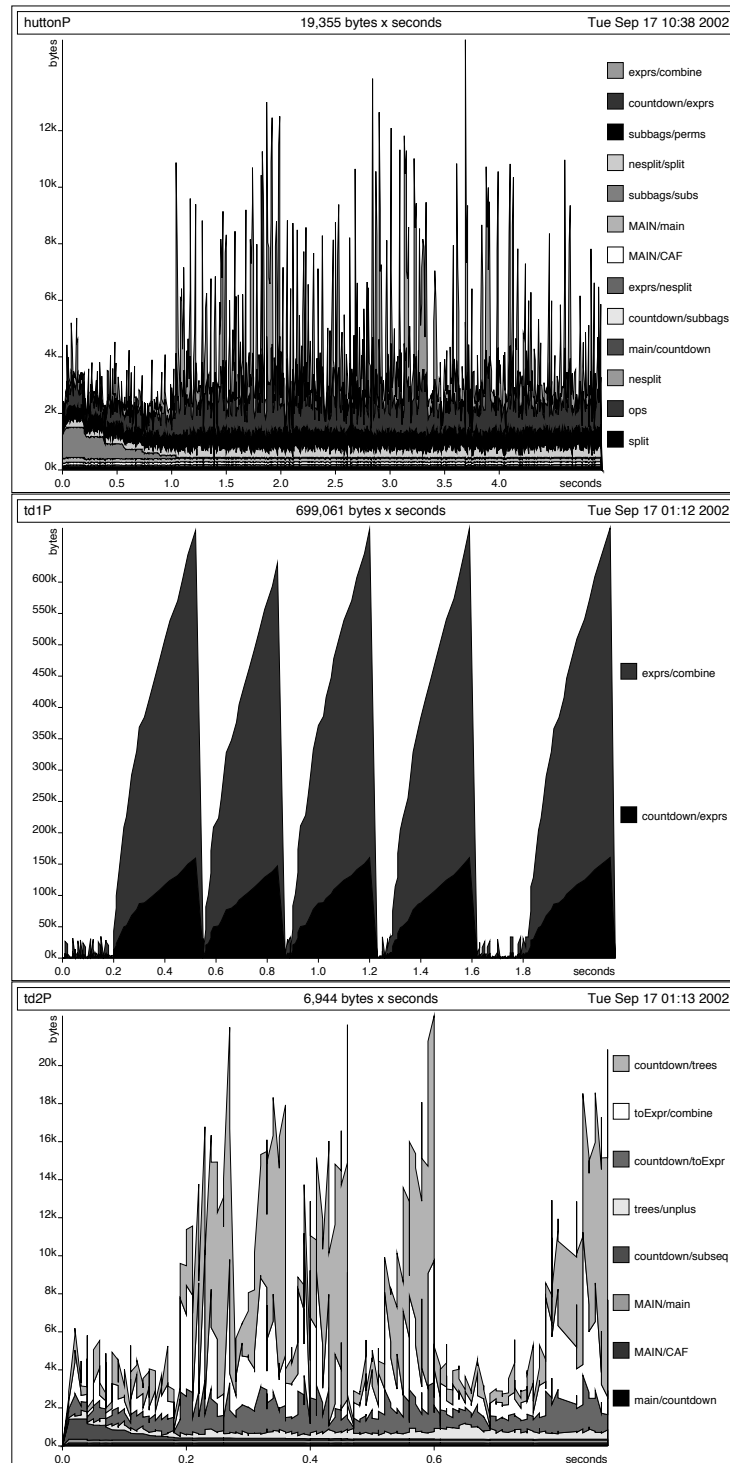 huttonP 19,355 bytes x seconds Tue Sep 17 10:38 2002
bytes
12k
10k
8k
6k
4k
2k
0k
0.0 0.5 1.0 1.5 2.0 2.5 3.0 3.5 4.0 seconds
exprs/combine
countdown/exprs
subbags/perms
nesplit/split
subbags/subs
MAIN/main
MAIN/CAF
exprs/nesplit
countdown/subbags
main/countdown
nesplit
ops
split
td1P 699,061 bytes x seconds Tue Sep 17 01:12 2002
bytes
600k
550k
500k
450k
400k
350k
300k
250k
200k
150k
100k
50k
0k
0.0 0.2 0.4 0.6 0.8 1.0 1.2 1.4 1.6 1.8 seconds
exprs/combine
countdown/exprs
td2P 6,944 bytes x seconds Tue Sep 17 01:13 2002
bytes
20k
18k
16k
14k
12k
10k
8k
6k
4k
2k
0k
0.0 0.2 0.4 0.6 seconds
countdown/trees
toExpr/combine
countdown/toExpr
trees/unplus
countdown/subseq
MAIN/main
MAIN/CAF
main/countdown